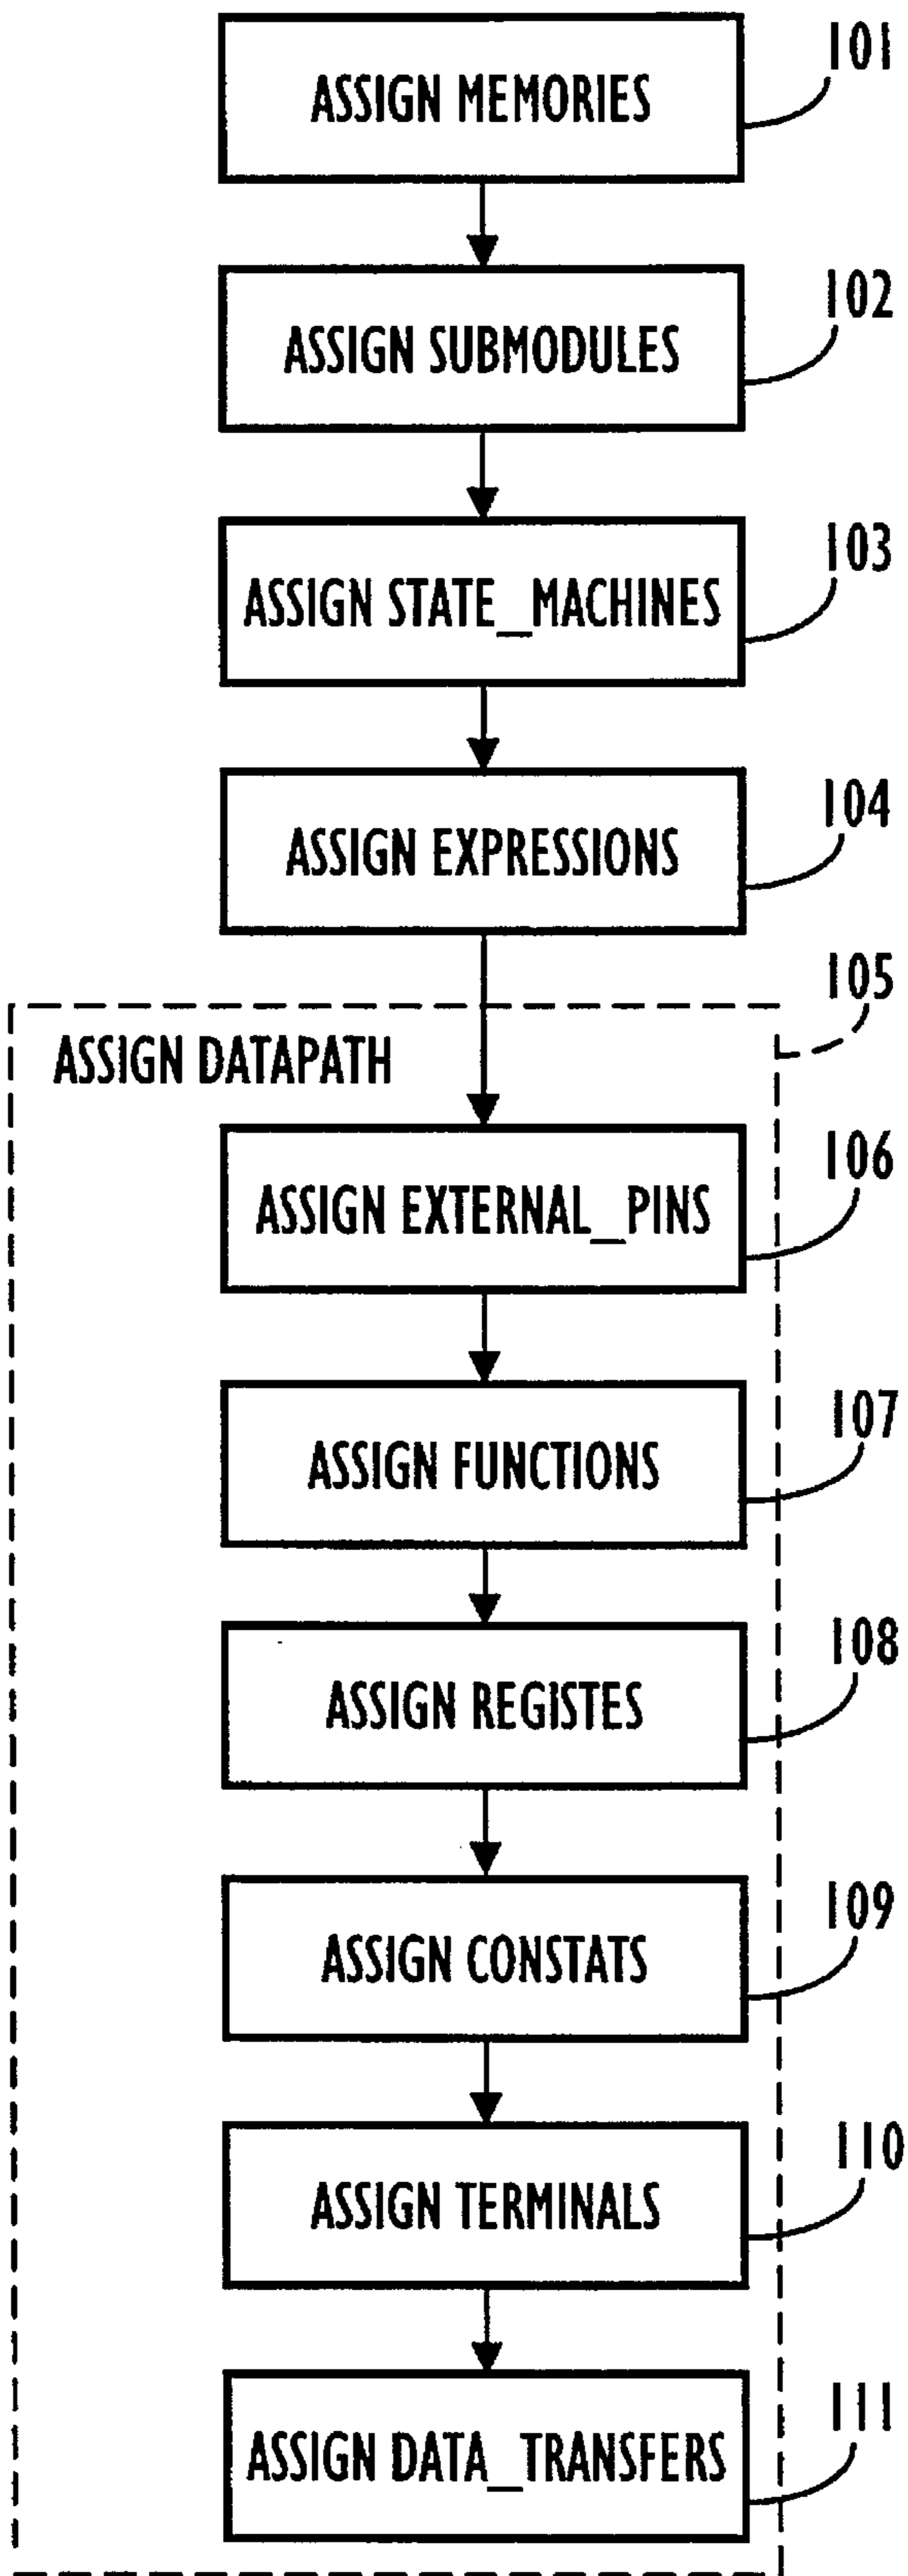 101
ASSIGN MEMORIES
102
ASSIGN SUBMODULES
103
ASSIGN STATE_MACHINES
104
ASSIGN EXPRESSIONS
105
ASSIGN DATAPATH
106
ASSIGN EXTERNAL_PINS
107
ASSIGN FUNCTIONS
108
ASSIGN REGISTES
109
ASSIGN CONSTATS
110
ASSIGN TERMINALS
111
ASSIGN DATA_TRANSFERS